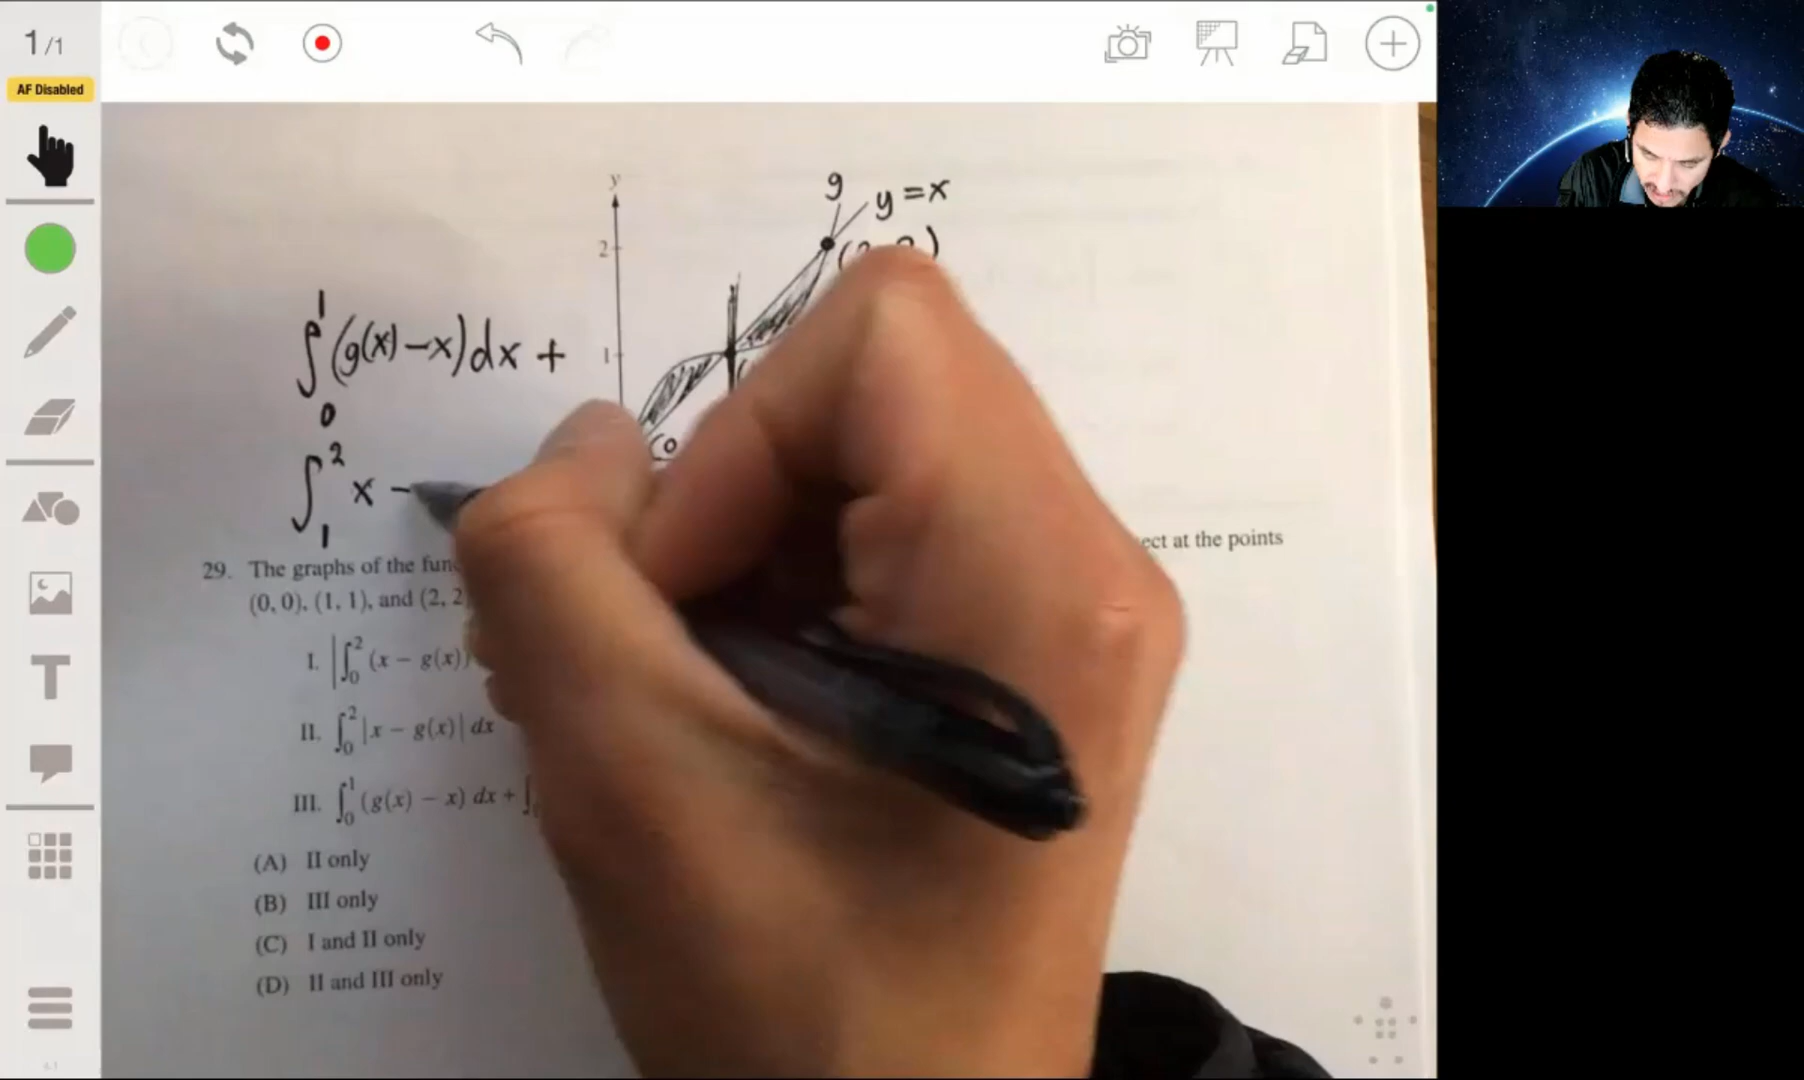 1/1
AF Disabled
y
g
y = x
2
( )
1
∫₀¹ (g(x) − x) dx +
(0
∫₁² x −
ect at the points
29. The graphs of the
(0, 0), (1, 1), and (2, 2
I. |∫₀² (x − g(x))
II. ∫₀² |x − g(x)| dx
III. ∫₀¹ (g(x) − x) dx + ∫
(A) II only
(B) III only
(C) I and II only
(D) II and III only
T